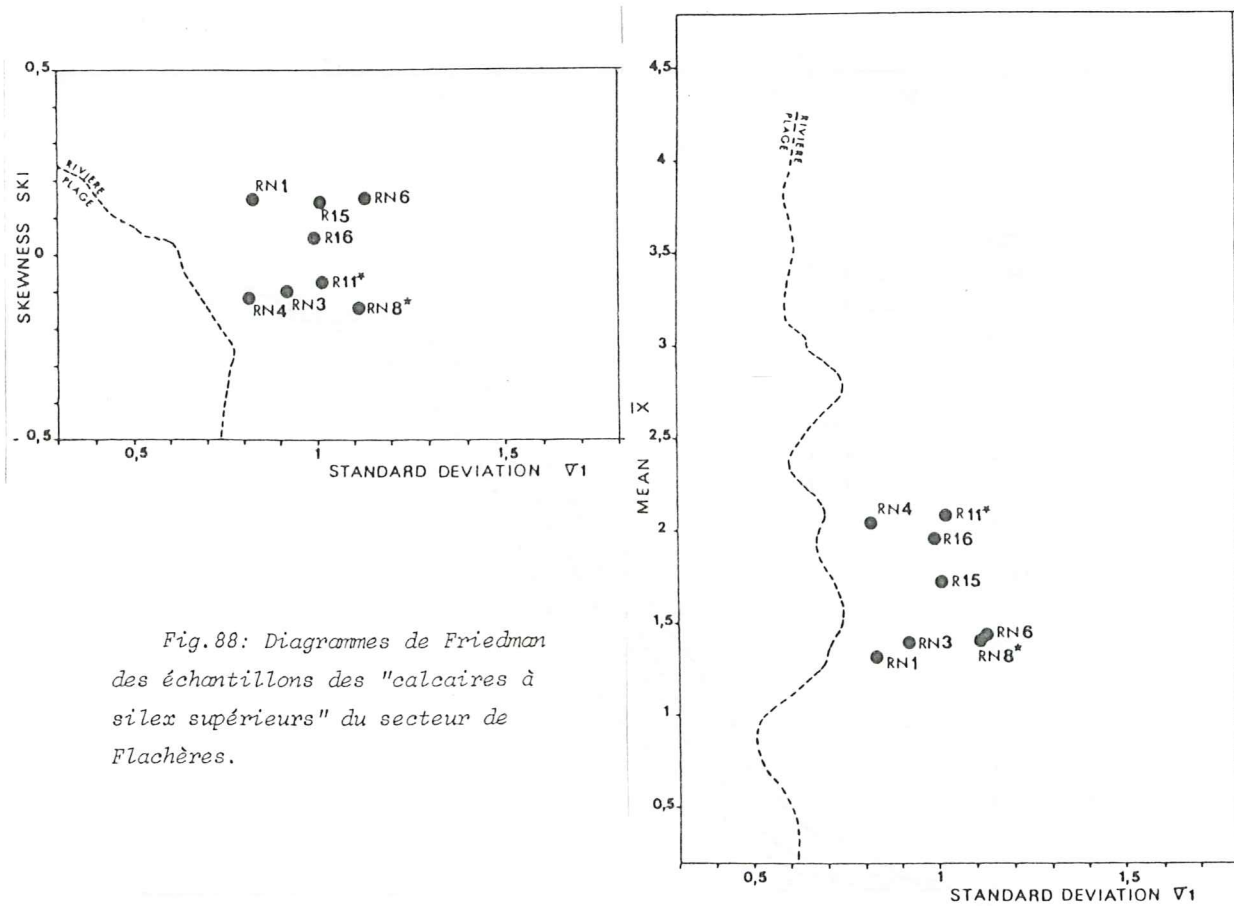 0,5
0
- 0,5
SKEWNESS SKI
RIVIÈRE
PLAGE
RN1
R15
RN6
R16
R11*
RN3
RN4
RN8*
0,5
1
1,5
STANDARD DEVIATION ∇1
Fig.88: Diagrammes de Friedman
des échantillons des "calcaires à
silex supérieurs" du secteur de
Flachères.
4,5
4
3,5
3
2,5
2
1,5
1
0,5
MEAN X̅
RIVIERE
PLAGE
RN4
R11*
R16
R15
RN6
RN3
RN8*
RN1
0,5
1
1,5
STANDARD DEVIATION ∇1